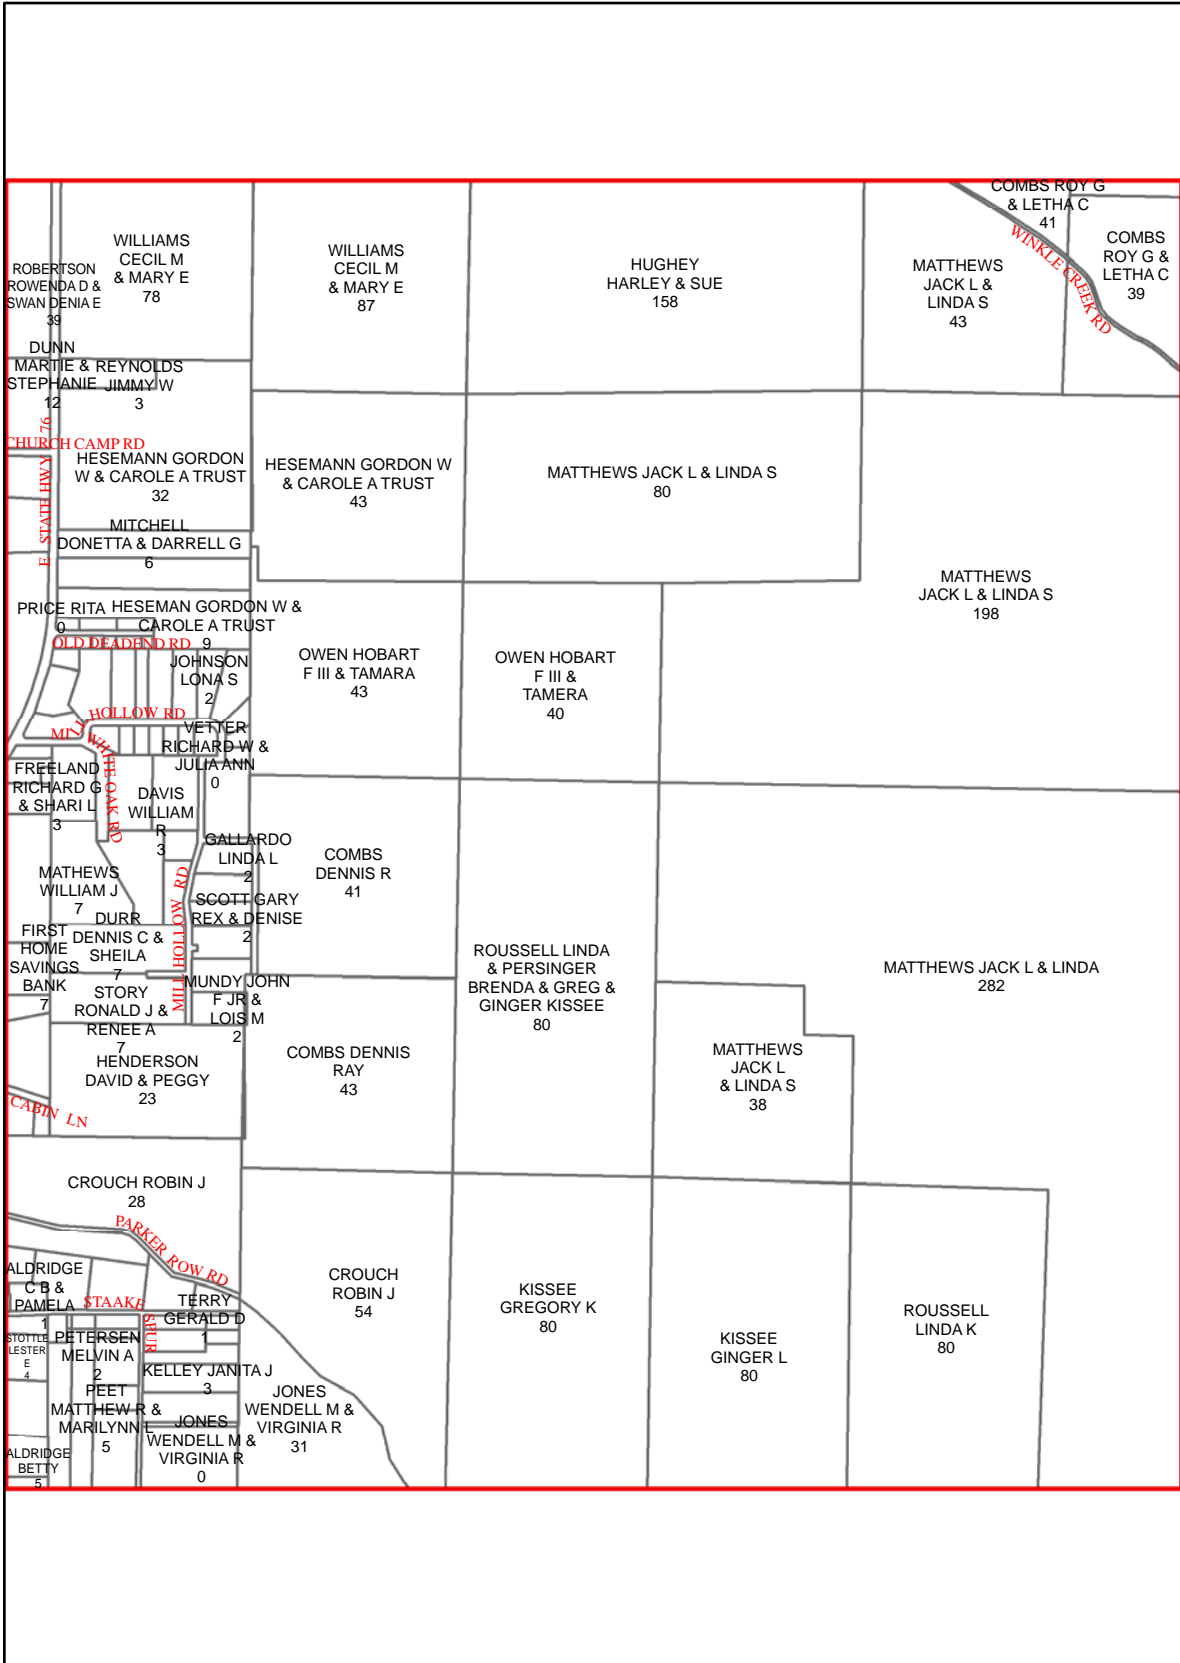 COMBS ROY G
& LETHA C
41
WINKLE CREEK RD
COMBS
ROY G &
LETHA C
39
WILLIAMS
CECIL M
& MARY E
78
WILLIAMS
CECIL M
& MARY E
87
HUGHEY
HARLEY & SUE
158
MATTHEWS
JACK L &
LINDA S
43
ROBERTSON
ROWENDA D &
SWAN DENIA E
39
DUNN
MARTIE &
STEPHANIE
12
REYNOLDS
JIMMY W
3
CHURCH CAMP RD
E STATH HWY 76
HESEMANN GORDON
W & CAROLE A TRUST
32
HESEMANN GORDON W
& CAROLE A TRUST
43
MATTHEWS JACK L & LINDA S
80
MITCHELL
DONETTA & DARRELL G
6
MATTHEWS
JACK L & LINDA S
198
PRICE RITA
0
HESEMAN GORDON W &
CAROLE A TRUST
9
OLD DEADEND RD
JOHNSON
LONA S
2
OWEN HOBART
F III & TAMARA
43
OWEN HOBART
F III &
TAMERA
40
MILL HOLLOW RD
VETTER
RICHARD W &
JULIA ANN
0
WHITE OAK RD
FREELAND
RICHARD G
& SHARI L
3
DAVIS
WILLIAM
R
3
GALLARDO
LINDA L
2
COMBS
DENNIS R
41
MATHEWS
WILLIAM J
7
MILL HOLLOW RD
SCOTT GARY
REX & DENISE
2
DURR
DENNIS C &
SHEILA
7
FIRST
HOME
SAVINGS
BANK
7
ROUSSELL LINDA
& PERSINGER
BRENDA & GREG &
GINGER KISSEE
80
MATTHEWS JACK L & LINDA
282
STORY
RONALD J &
RENEE A
7
MUNDY JOHN
F JR &
LOIS M
2
HENDERSON
DAVID & PEGGY
23
COMBS DENNIS
RAY
43
MATTHEWS
JACK L
& LINDA S
38
CABIN LN
CROUCH ROBIN J
28
PARKER ROW RD
ALDRIDGE
C B &
PAMELA
1
STAAKE SPUR
TERRY
GERALD D
1
CROUCH
ROBIN J
54
KISSEE
GREGORY K
80
KISSEE
GINGER L
80
ROUSSELL
LINDA K
80
STOTTLE
LESTER
E
4
PETERSEN
MELVIN A
2
KELLEY JANITA J
3
PEET
MATTHEW R &
MARILYNN L
5
JONES
WENDELL M &
VIRGINIA R
0
JONES
WENDELL M &
VIRGINIA R
31
ALDRIDGE
BETTY
5